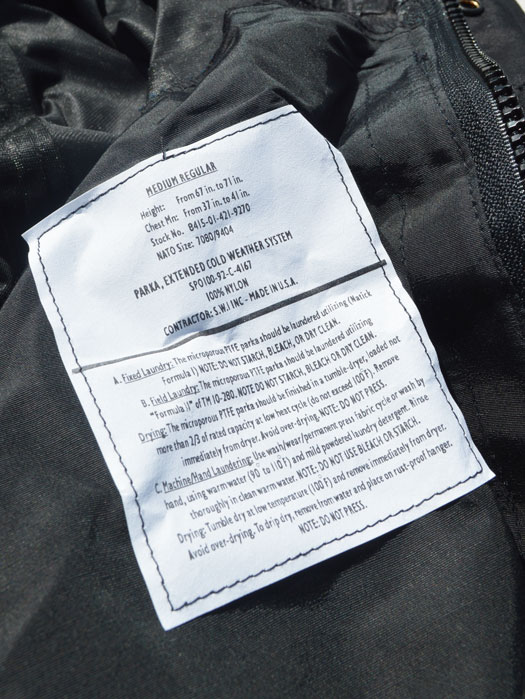 MEDIUM REGULAR
Height: From 67 in. to 71 in.
Chest Mn: From 37 in. to 41 in.
Stock No. 8415-01-421-9270
NATO Size: 7080/9404
PARKA, EXTENDED COLD WEATHER SYSTEM
SPO100-92-C-4167
100% NYLON
CONTRACTOR: S.W.I INC - MADE IN U.S.A.
A. Fixed Laundry: The microporous PTFE parka should be laundered utilizing (Natick
Formula I) NOTE: DO NOT STARCH, BLEACH, OR DRY CLEAN.
B. Field Laundry: The microporous PTFE parka should be laundered utilizing
"Formula II" of TM 10-280. NOTE DO NOT STARCH, BLEACH OR DRY CLEAN.
Drying: The microporous PTFE parka should be finished in a tumble-dryer, loaded not
more than 2/3 of rated capacity at low heat cycle (do not exceed 100 F). Remove
immediately from dryer. Avoid over-drying. NOTE: DO NOT PRESS.
C. Machine/Hand Laundering: Use wash/wear/permanent press fabric cycle or wash by
hand, using warm water (90 to 110 F) and mild powdered laundry detergent. Rinse
thoroughly in clean warm water. NOTE: DO NOT USE BLEACH OR STARCH.
Drying: Tumble dry at low temperature (100 F) and remove immediately from dryer.
Avoid over-drying. To drip dry, remove from water and place on rust-proof hanger.
NOTE: DO NOT PRESS.